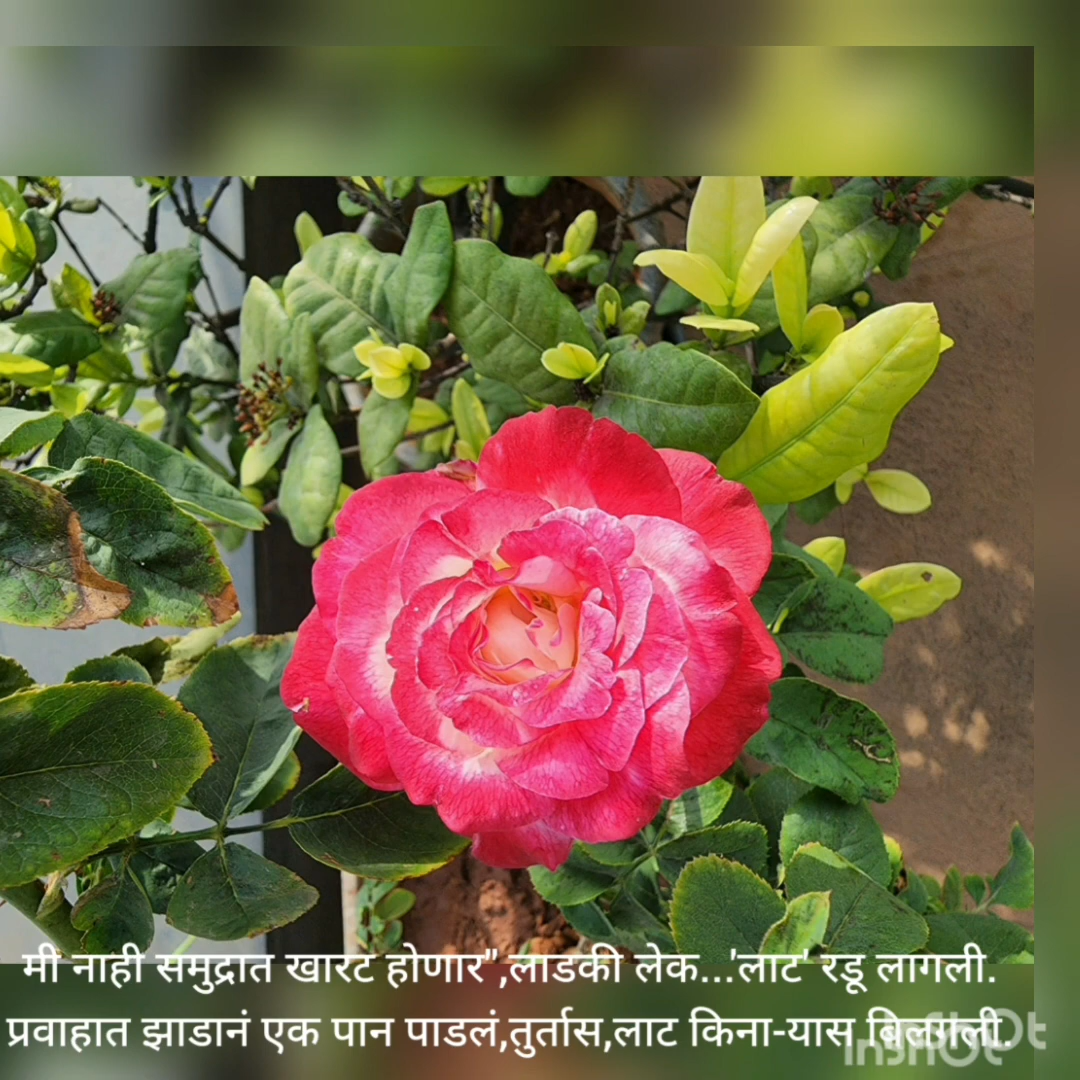 मी नाही समुद्रात खारट होणार",लाडकी लेक...'लाट' रडू लागली.
प्रवाहात झाडानं एक पान पाडलं,तुर्तास,लाट किना-यास बिलगली.
InShOt